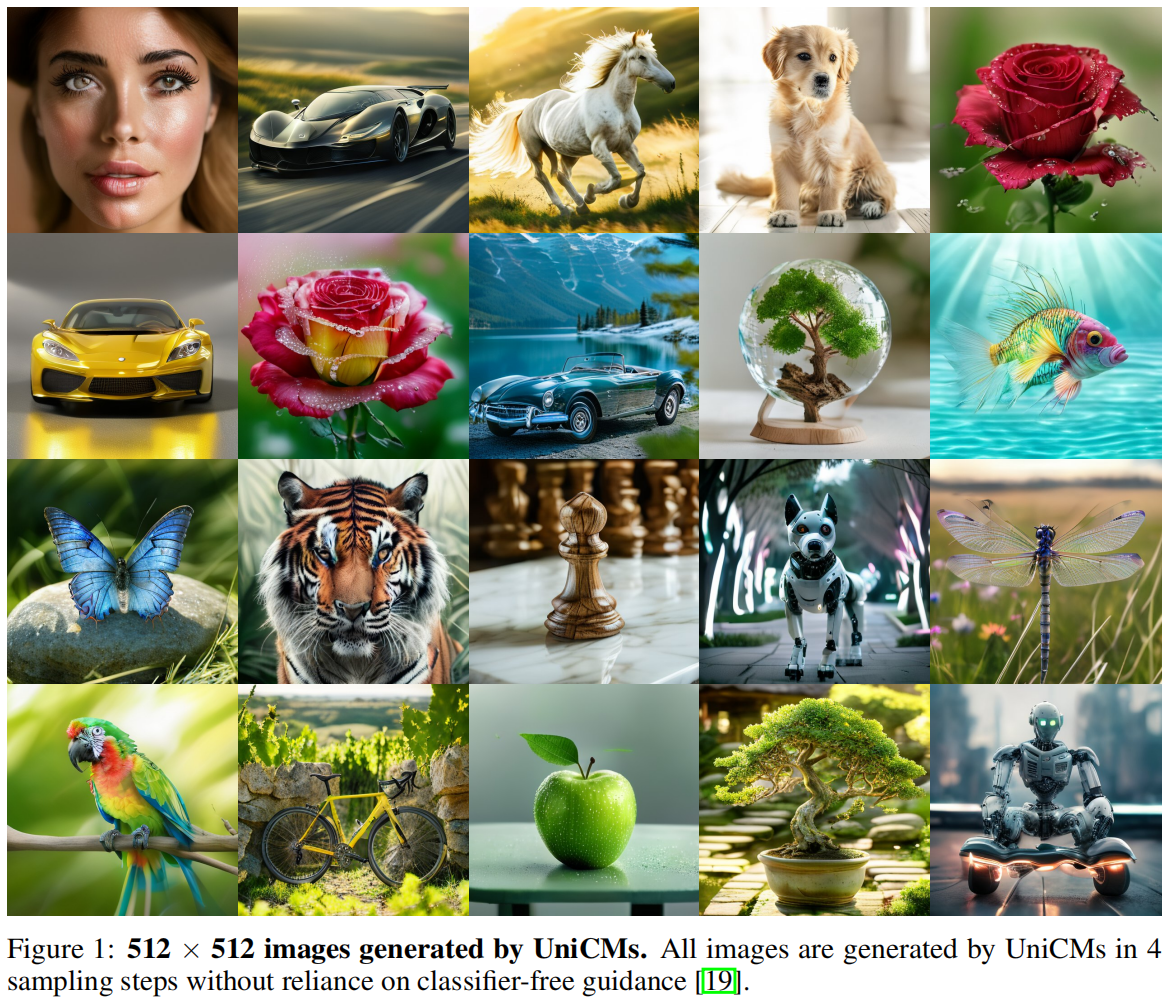 Figure 1: 512 × 512 images generated by UniCMs. All images are generated by UniCMs in 4
sampling steps without reliance on classifier-free guidance [19].